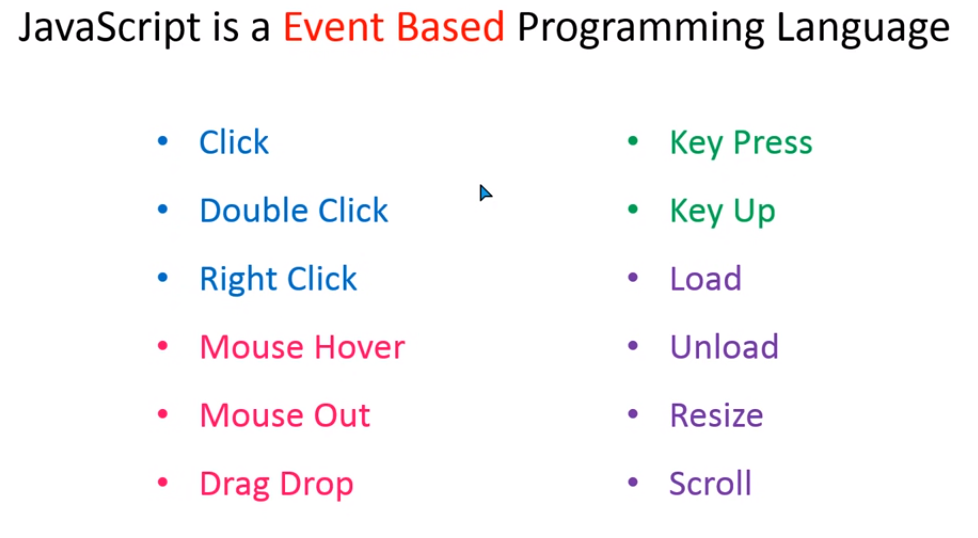 JavaScript is a Event Based Programming Language
• Click
• Double Click
• Right Click
• Mouse Hover
• Mouse Out
• Drag Drop
• Key Press
• Key Up
• Load
• Unload
• Resize
• Scroll